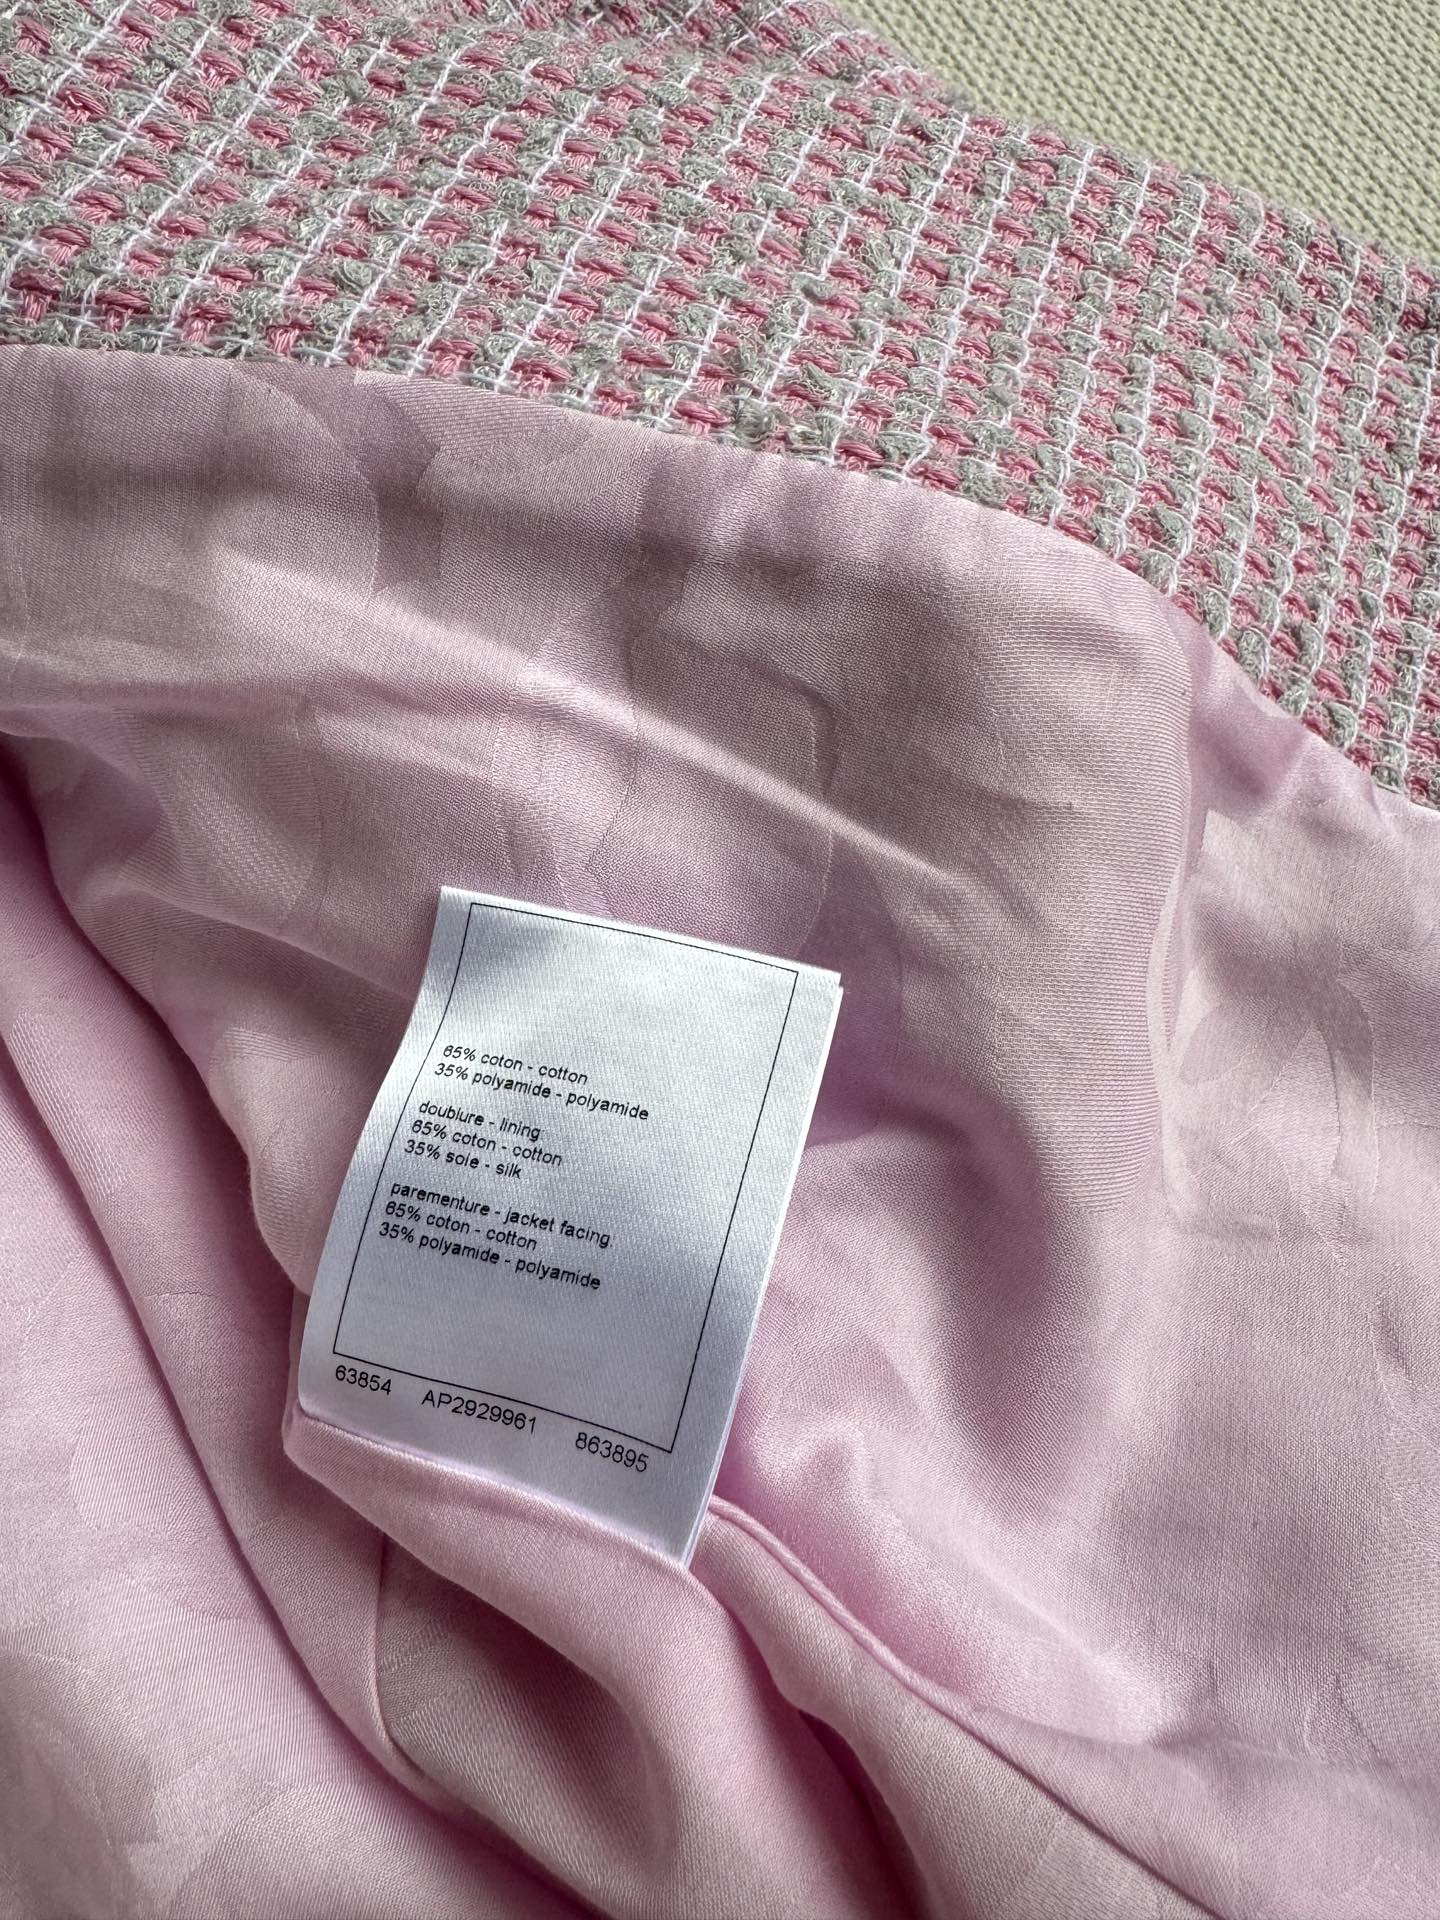 65% coton - cotton
35% polyamide - polyamide
doublure - lining
65% coton - cotton
35% soie - silk
parementure - jacket facing
65% coton - cotton
35% polyamide - polyamide
63854 AP2929961 863895